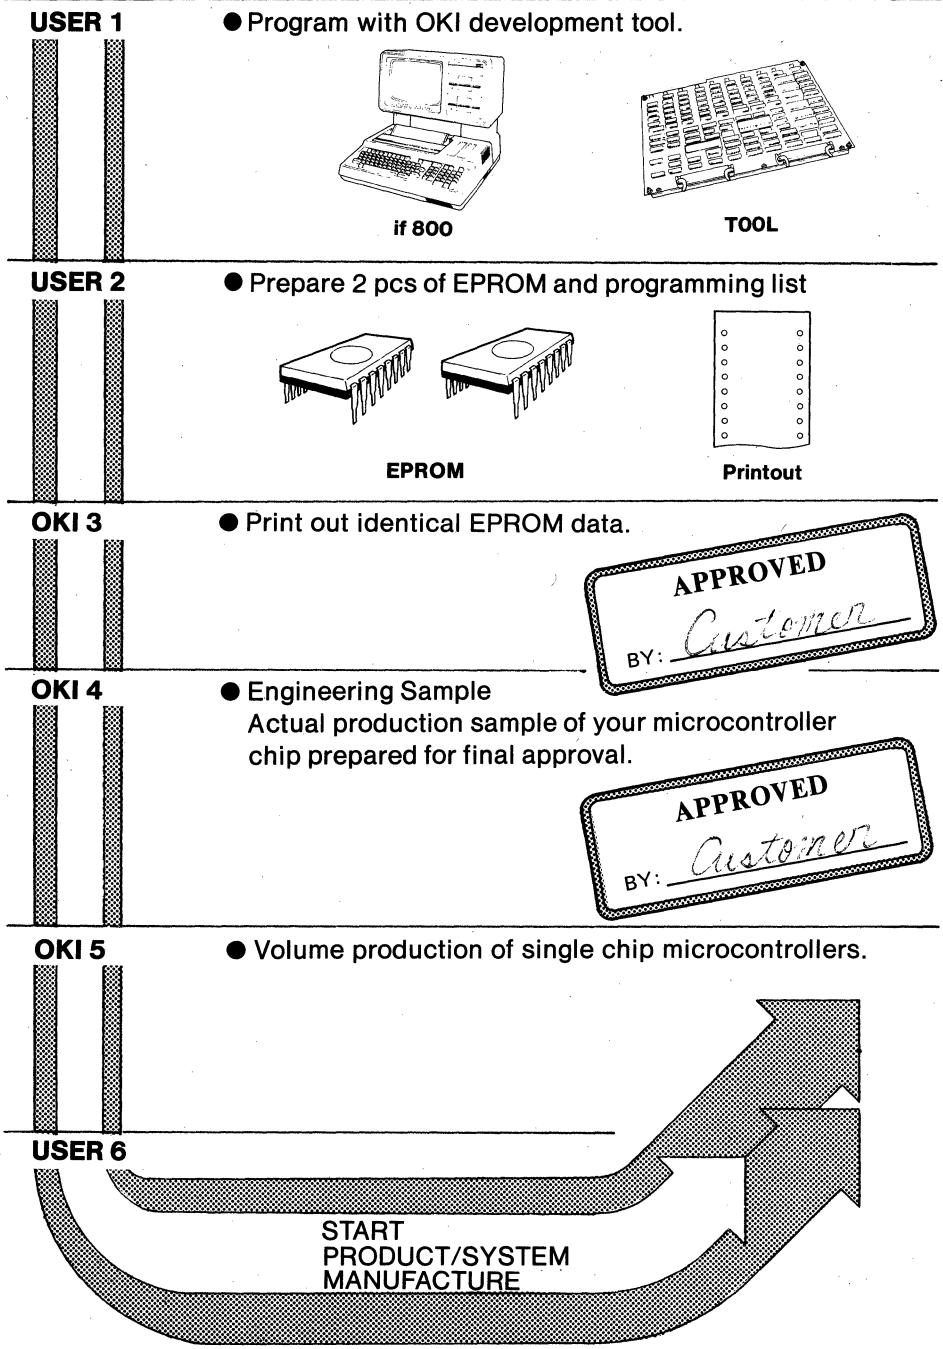 USER 1
● Program with OKI development tool.
if 800
TOOL
USER 2
● Prepare 2 pcs of EPROM and programming list
EPROM
Printout
OKI 3
● Print out identical EPROM data.
APPROVED
BY: Customer
OKI 4
● Engineering Sample
Actual production sample of your microcontroller
chip prepared for final approval.
APPROVED
BY: Customer
OKI 5
● Volume production of single chip microcontrollers.
USER 6
START
PRODUCT/SYSTEM
MANUFACTURE